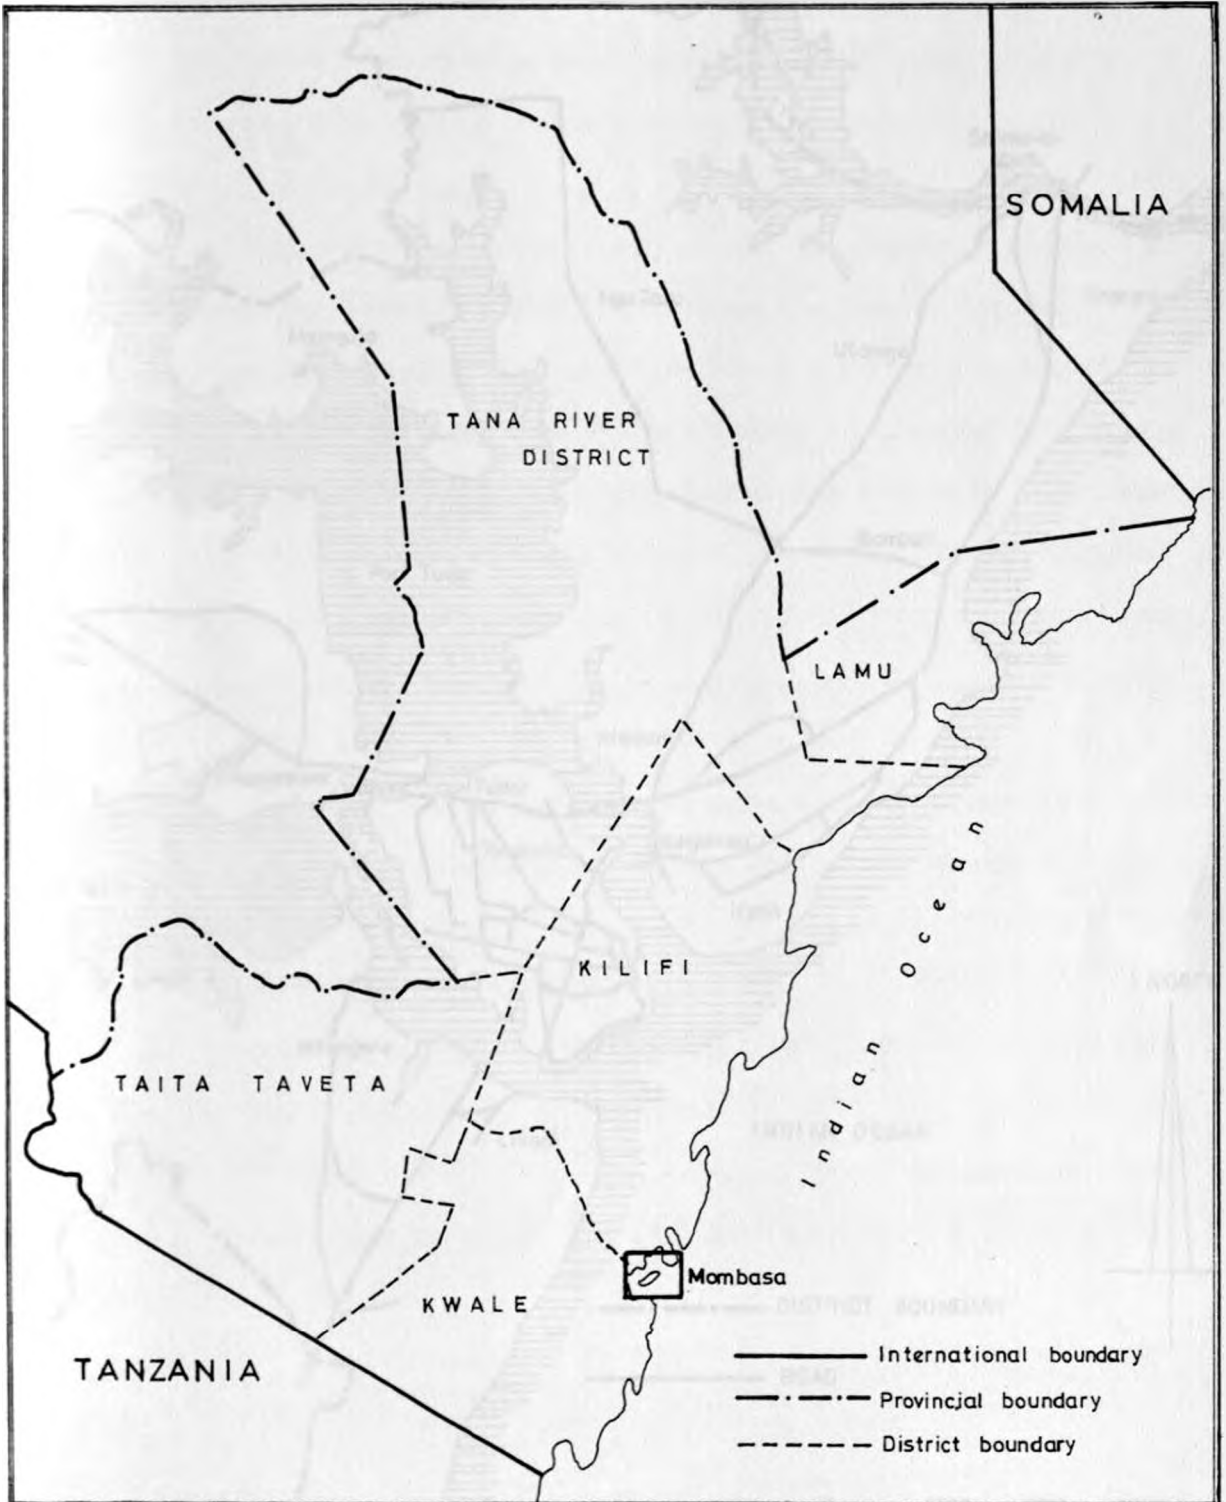 SOMALIA
TANA RIVER
DISTRICT
LAMU
KILIFI
Indian Ocean
TAITA TAVETA
Mombasa
KWALE
TANZANIA
International boundary
Provincial boundary
District boundary